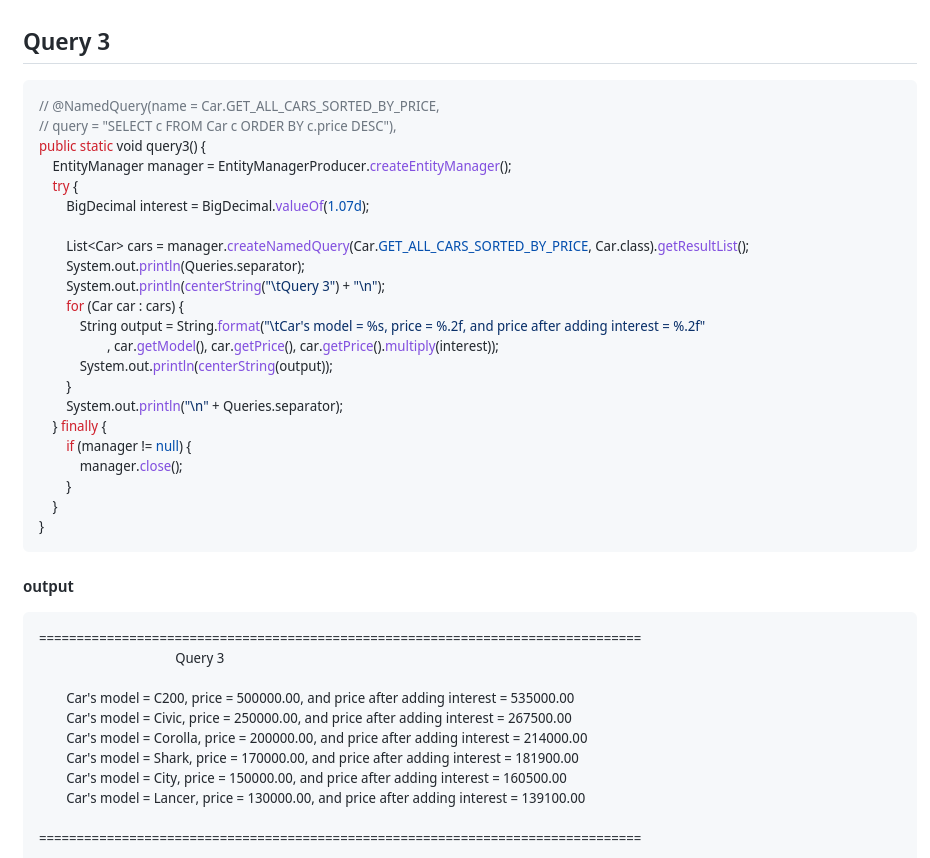 Query 3
// @NamedQuery(name = Car.GET_ALL_CARS_SORTED_BY_PRICE,
// query = "SELECT c FROM Car c ORDER BY c.price DESC"),
public static void query3() {
    EntityManager manager = EntityManagerProducer.createEntityManager();
    try {
        BigDecimal interest = BigDecimal.valueOf(1.07d);
        List<Car> cars = manager.createNamedQuery(Car.GET_ALL_CARS_SORTED_BY_PRICE, Car.class).getResultList();
        System.out.println(Queries.separator);
        System.out.println(centerString("\tQuery 3") + "\n");
        for (Car car : cars) {
            String output = String.format("\tCar's model = %s, price = %.2f, and price after adding interest = %.2f"
                    , car.getModel(), car.getPrice(), car.getPrice().multiply(interest));
            System.out.println(centerString(output));
        }
        System.out.println("\n" + Queries.separator);
    } finally {
        if (manager != null) {
            manager.close();
        }
    }
}
output
================================================================================
Query 3
Car's model = C200, price = 500000.00, and price after adding interest = 535000.00
Car's model = Civic, price = 250000.00, and price after adding interest = 267500.00
Car's model = Corolla, price = 200000.00, and price after adding interest = 214000.00
Car's model = Shark, price = 170000.00, and price after adding interest = 181900.00
Car's model = City, price = 150000.00, and price after adding interest = 160500.00
Car's model = Lancer, price = 130000.00, and price after adding interest = 139100.00
================================================================================